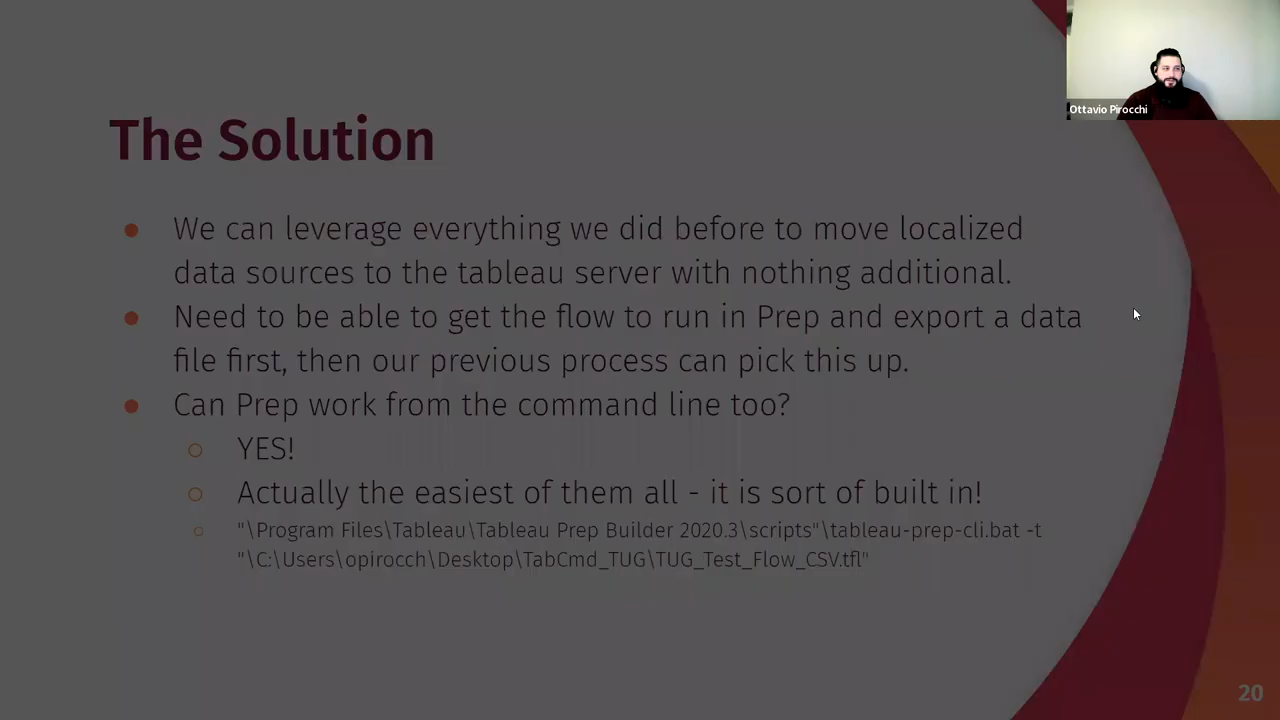 Ottavio Pirocchi
The Solution
● We can leverage everything we did before to move localized
data sources to the tableau server with nothing additional.
● Need to be able to get the flow to run in Prep and export a data
file first, then our previous process can pick this up.
● Can Prep work from the command line too?
○ YES!
○ Actually the easiest of them all - it is sort of built in!
○ "\Program Files\Tableau\Tableau Prep Builder 2020.3\scripts"\tableau-prep-cli.bat -t
"\C:\Users\opirocch\Desktop\TabCmd_TUG\TUG_Test_Flow_CSV.tfl"
20